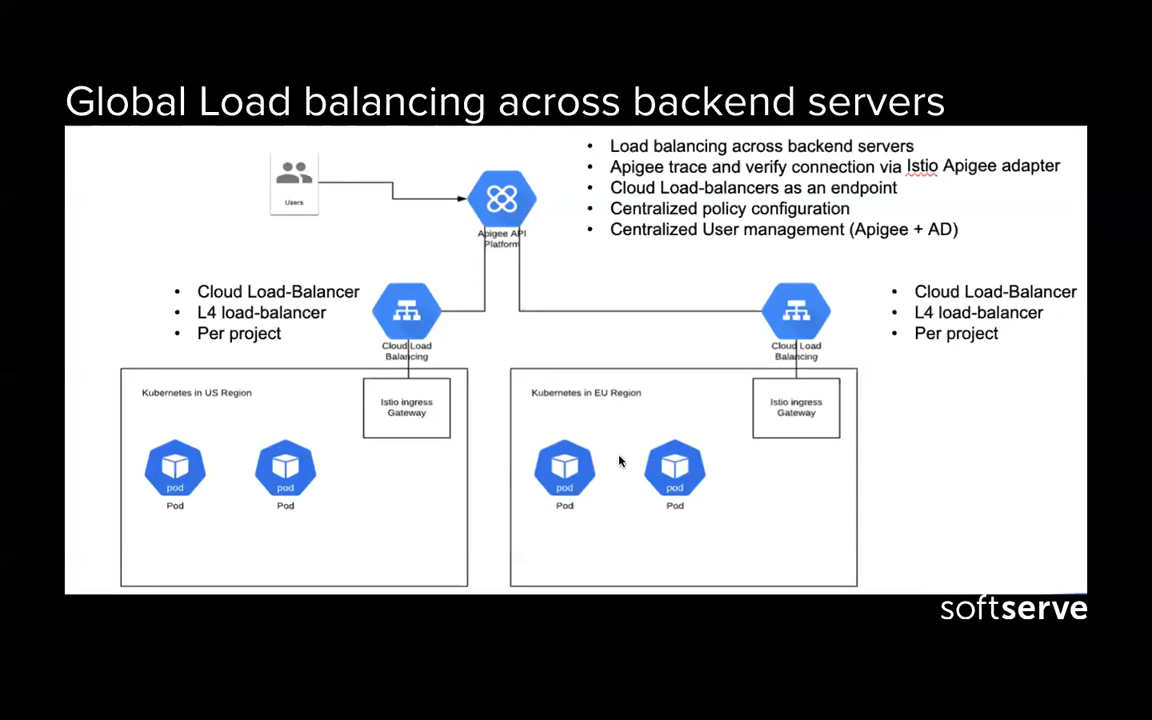 Global Load balancing across backend servers
Users
Apigee API
Platform
• Load balancing across backend servers
• Apigee trace and verify connection via Istio Apigee adapter
• Cloud Load-balancers as an endpoint
• Centralized policy configuration
• Centralized User management (Apigee + AD)
• Cloud Load-Balancer
• L4 load-balancer
• Per project
Cloud Load
Balancing
Cloud Load
Balancing
• Cloud Load-Balancer
• L4 load-balancer
• Per project
Kubernetes in US Region
Istio ingress
Gateway
pod
Pod
pod
Pod
Kubernetes in EU Region
Istio ingress
Gateway
pod
Pod
pod
Pod
softserve